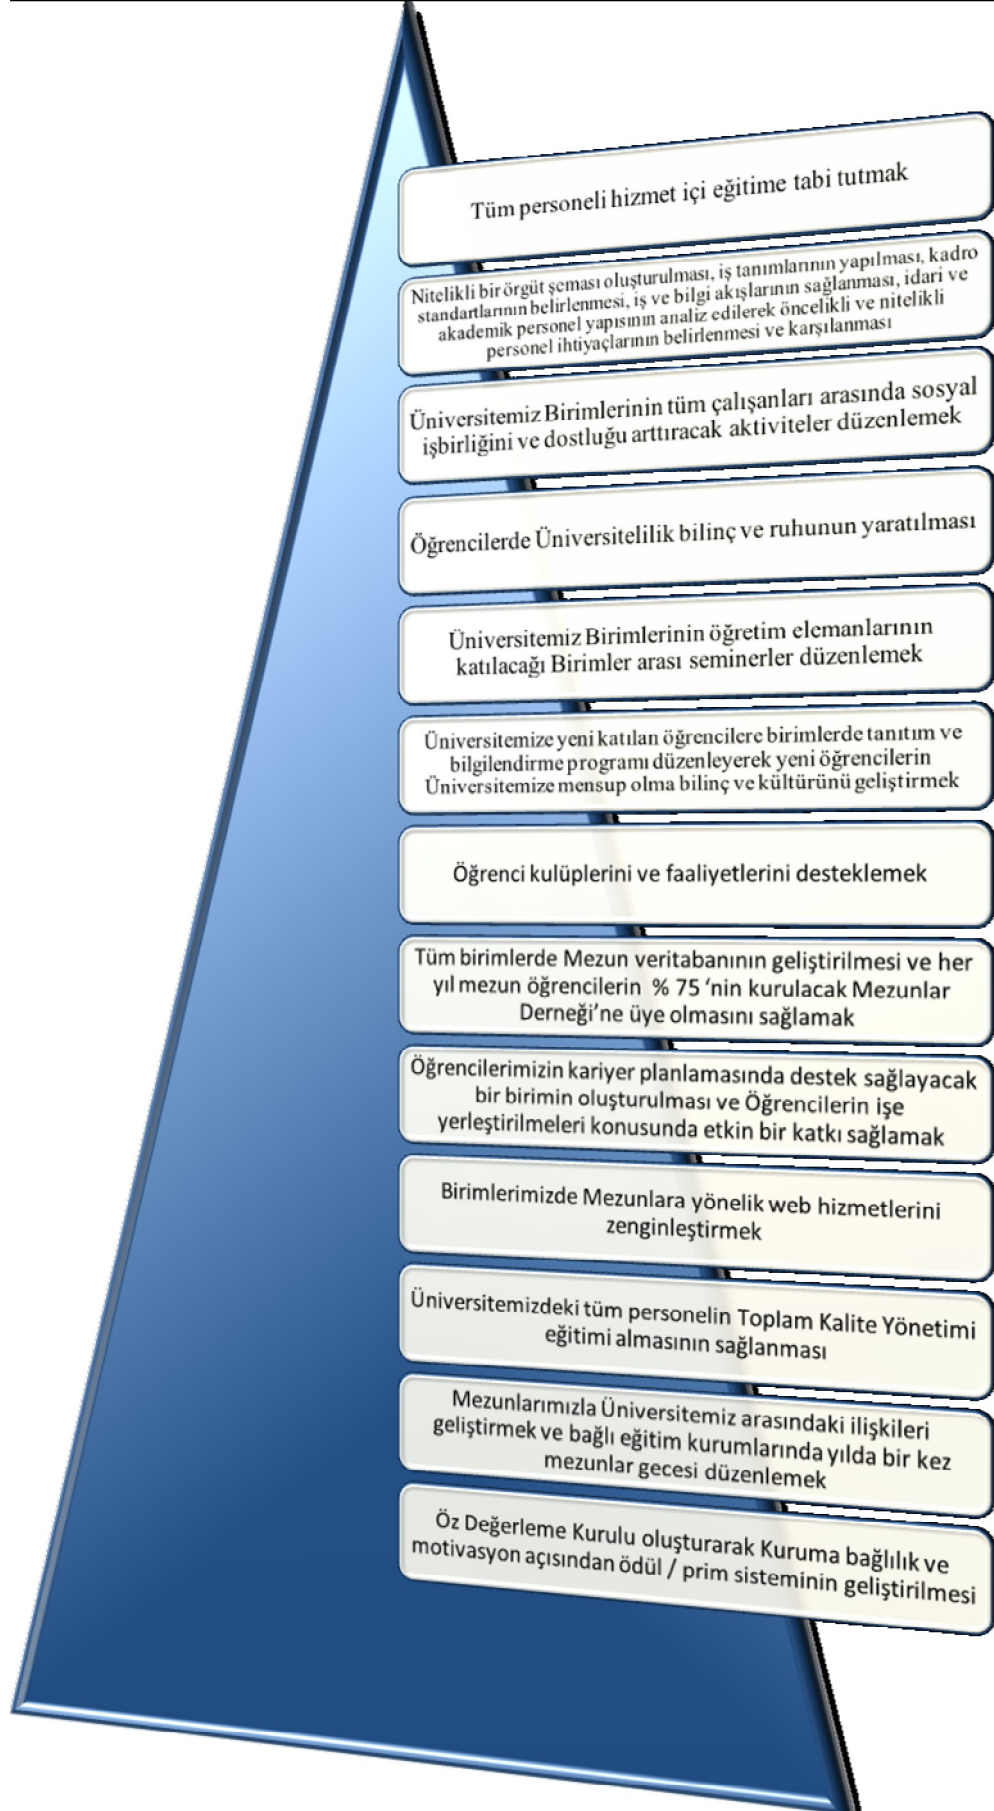 Tüm personeli hizmet içi eğitime tabi tutmak
Nitelikli bir örgüt şeması oluşturulması, iş tanımlarının yapılması, kadro
standartlarının belirlenmesi, iş ve bilgi akışlarının sağlanması, idari ve
akademik personel yapısının analiz edilerek öncelikli ve nitelikli
personel ihtiyaçlarının belirlenmesi ve karşılanması
Üniversitemiz Birimlerinin tüm çalışanları arasında sosyal
işbirliğini ve dostluğu arttıracak aktiviteler düzenlemek
Öğrencilerde Üniversitelilik bilinç ve ruhunun yaratılması
Üniversitemiz Birimlerinin öğretim elemanlarının
katılacağı Birimler arası seminerler düzenlemek
Üniversitemize yeni katılan öğrencilere birimlerde tanıtım ve
bilgilendirme programı düzenleyerek yeni öğrencilerin
Üniversitemize mensup olma bilinç ve kültürünü geliştirmek
Öğrenci kulüplerini ve faaliyetlerini desteklemek
Tüm birimlerde Mezun veritabanının geliştirilmesi ve her
yıl mezun öğrencilerin % 75 ‘nin kurulacak Mezunlar
Derneği’ne üye olmasını sağlamak
Öğrencilerimizin kariyer planlamasında destek sağlayacak
bir birimin oluşturulması ve Öğrencilerin işe
yerleştirilmeleri konusunda etkin bir katkı sağlamak
Birimlerimizde Mezunlara yönelik web hizmetlerini
zenginleştirmek
Üniversitemizdeki tüm personelin Toplam Kalite Yönetimi
eğitimi almasının sağlanması
Mezunlarımızla Üniversitemiz arasındaki ilişkileri
geliştirmek ve bağlı eğitim kurumlarında yılda bir kez
mezunlar gecesi düzenlemek
Öz Değerleme Kurulu oluşturarak Kuruma bağlılık ve
motivasyon açısından ödül / prim sisteminin geliştirilmesi